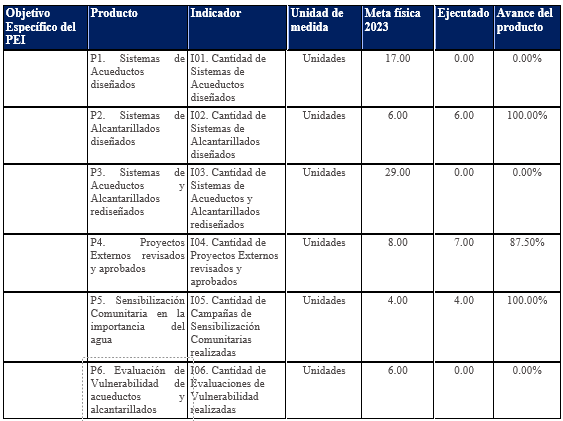 Objetivo Específico del PEI Producto Indicador Unidad de medida Meta física 2023 Ejecutado Avance del producto
P1. Sistemas de Acueductos diseñados I01. Cantidad de Sistemas de Acueductos diseñados Unidades 17.00 0.00 0.00%
P2. Sistemas de Alcantarillados diseñados I02. Cantidad de Sistemas de Alcantarillados diseñados Unidades 6.00 6.00 100.00%
P3. Sistemas de Acueductos y Alcantarillados rediseñados I03. Cantidad de Sistemas de Acueductos y Alcantarillados rediseñados Unidades 29.00 0.00 0.00%
P4. Proyectos Externos revisados y aprobados I04. Cantidad de Proyectos Externos revisados y aprobados Unidades 8.00 7.00 87.50%
P5. Sensibilización Comunitaria en la importancia del agua I05. Cantidad de Campañas de Sensibilización Comunitarias realizadas Unidades 4.00 4.00 100.00%
P6. Evaluación de Vulnerabilidad de acueductos y alcantarillados I06. Cantidad de Evaluaciones de Vulnerabilidad realizadas Unidades 6.00 0.00 0.00%